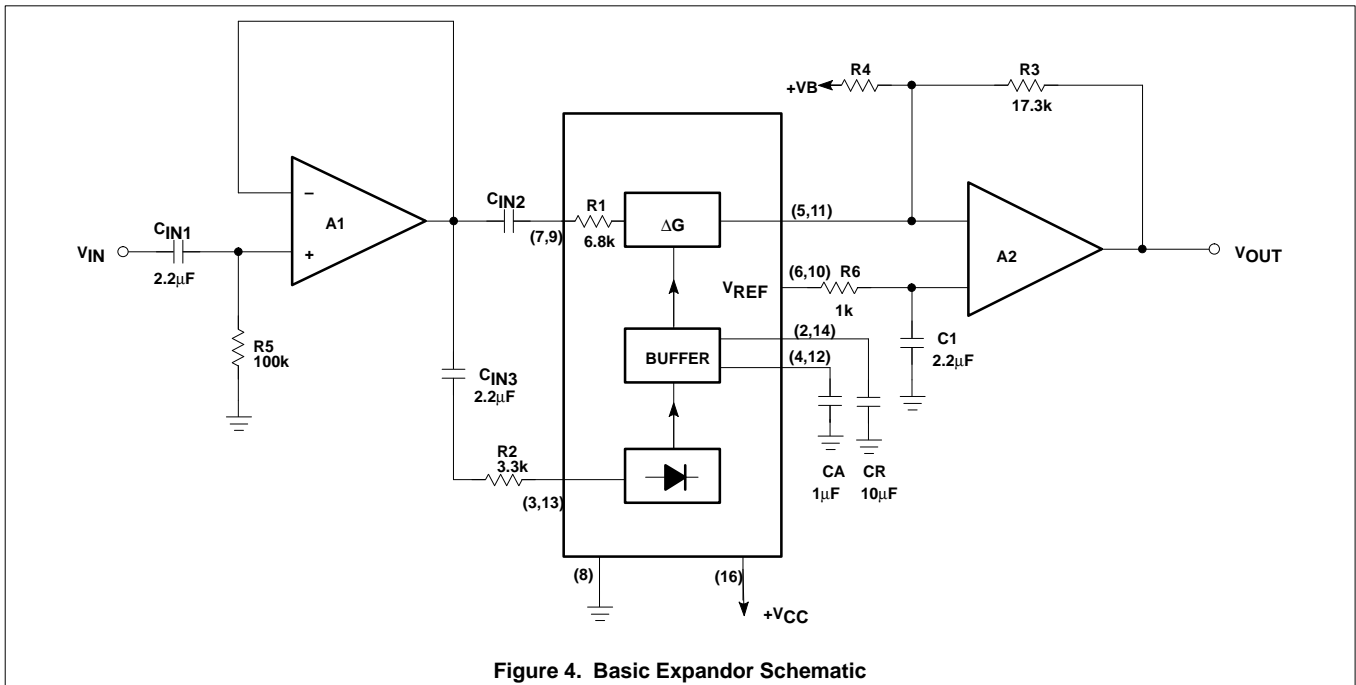 R4
R3
+VB
17.3k
−
A1
+
CIN1
VIN
2.2µF
R5
100k
CIN2
(7,9)
R1
6.8k
ΔG
(5,11)
A2
VOUT
VREF
(6,10)
R6
1k
C1
2.2µF
BUFFER
(2,14)
(4,12)
CIN3
2.2µF
R2
3.3k
(3,13)
CA
1µF
CR
10µF
(8)
(16)
+VCC
Figure 4. Basic Expandor Schematic